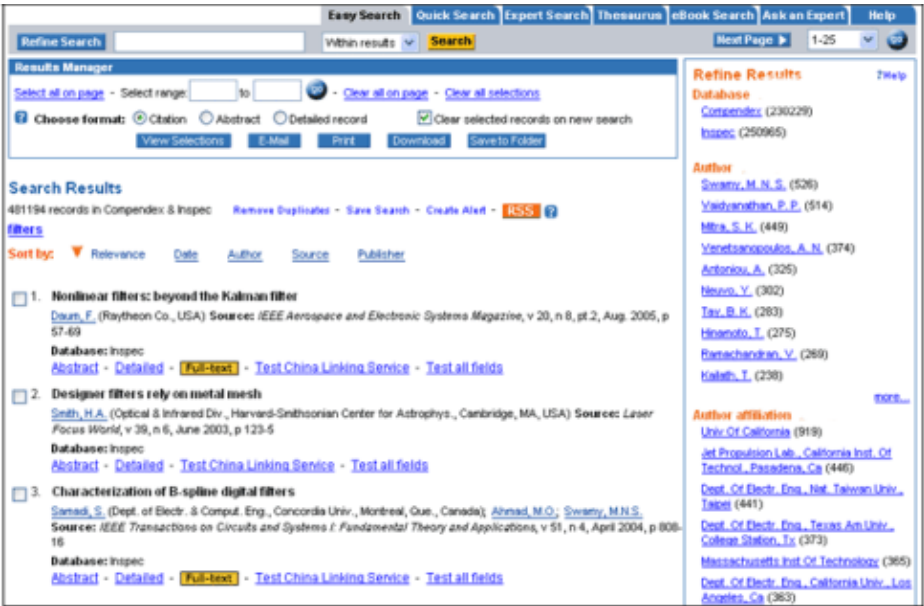 Easy Search Quick Search Expert Search Thesaurus eBook Search Ask an Expert Help
Refine Search Within results Search Next Page 1-25 GO
Results Manager
Select all on page - Select range: to GO - Clear all on page - Clear all selections
? Choose format: Citation Abstract Detailed record Clear selected records on new search
View Selections E-Mail Print Download Save to Folder
Search Results
481194 records in Compendex & Inspec Remove Duplicates - Save Search - Create Alert - RSS ?
filters
Sort by: Relevance Date Author Source Publisher
1. Nonlinear filters: beyond the Kalman filter
Daum, F. (Raytheon Co., USA) Source: IEEE Aerospace and Electronic Systems Magazine, v 20, n 8, pt.2, Aug. 2005, p
57-69
Database: Inspec
Abstract - Detailed - Full-text - Test China Linking Service - Test all fields
2. Designer filters rely on metal mesh
Smith, H.A. (Optical & Infrared Div., Harvard-Smithsonian Center for Astrophys., Cambridge, MA, USA) Source: Laser
Focus World, v 39, n 6, June 2003, p 123-5
Database: Inspec
Abstract - Detailed - Test China Linking Service - Test all fields
3. Characterization of B-spline digital filters
Samadi, S. (Dept. of Electr. & Comput. Eng., Concordia Univ., Montreal, Que., Canada); Ahmad, M.O.; Swamy, M.N.S.
Source: IEEE Transactions on Circuits and Systems I: Fundamental Theory and Applications, v 51, n 4, April 2004, p 808-
16
Database: Inspec
Abstract - Detailed - Full-text - Test China Linking Service - Test all fields
Refine Results ?Help
Database
Compendex (230229)
Inspec (250965)
Author
Swamy, M. N. S. (526)
Vaidyanathan, P. P. (514)
Mitra, S. K. (449)
Venetsanopoulos, A. N. (374)
Antoniou, A. (325)
Neuvo, Y. (302)
Tay, B. K. (283)
Hinamoto, T. (275)
Ramachandran, V. (269)
Kailath, T. (238)
more...
Author affiliation
Univ Of California (919)
Jet Propulsion Lab., California Inst. Of
Technol., Pasadena, Ca (446)
Dept. Of Electr. Eng., Nat. Taiwan Univ.,
Taipei (441)
Dept. Of Electr. Eng., Texas Am Univ.,
College Station, Tx (373)
Massachusetts Inst Of Technology (365)
Dept. Of Electr. Eng., California Univ., Los
Angeles, Ca (363)